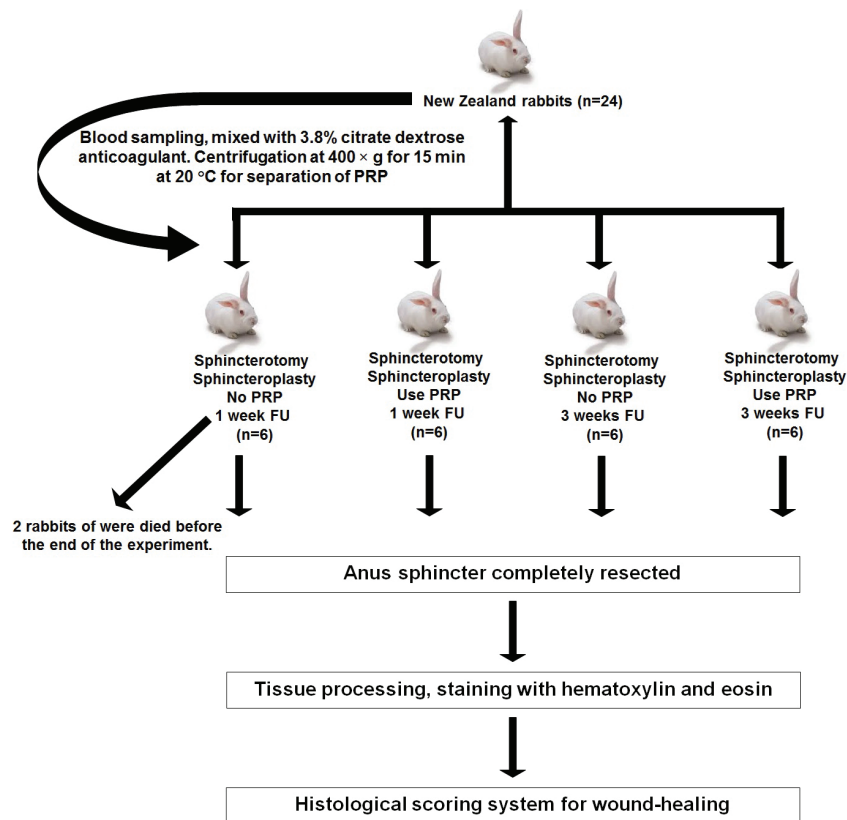 New Zealand rabbits (n=24)
Blood sampling, mixed with 3.8% citrate dextrose
anticoagulant. Centrifugation at 400 × g for 15 min
at 20 °C for separation of PRP
Sphincterotomy
Sphincteroplasty
No PRP
1 week FU
(n=6)
Sphincterotomy
Sphincteroplasty
Use PRP
1 week FU
(n=6)
Sphincterotomy
Sphincteroplasty
No PRP
3 weeks FU
(n=6)
Sphincterotomy
Sphincteroplasty
Use PRP
3 weeks FU
(n=6)
2 rabbits of were died before
the end of the experiment.
Anus sphincter completely resected
Tissue processing, staining with hematoxylin and eosin
Histological scoring system for wound-healing